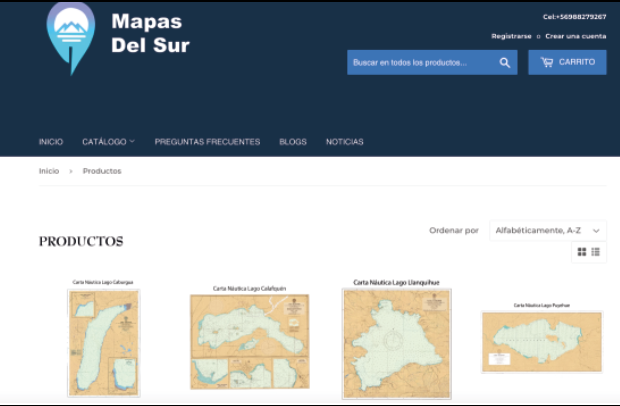 Mapas
Del Sur
Cel:+56988279267
Registrarse o Crear una cuenta
Buscar en todos los productos...
CARRITO
INICIO CATÁLOGO PREGUNTAS FRECUENTES BLOGS NOTICIAS
Inicio › Productos
Ordenar por Alfabéticamente, A-Z
PRODUCTOS
Carta Náutica Lago Caburgua
Carta Náutica Lago Calafquén
Carta Náutica Lago Llanquihue
Carta Náutica Lago Puyehue